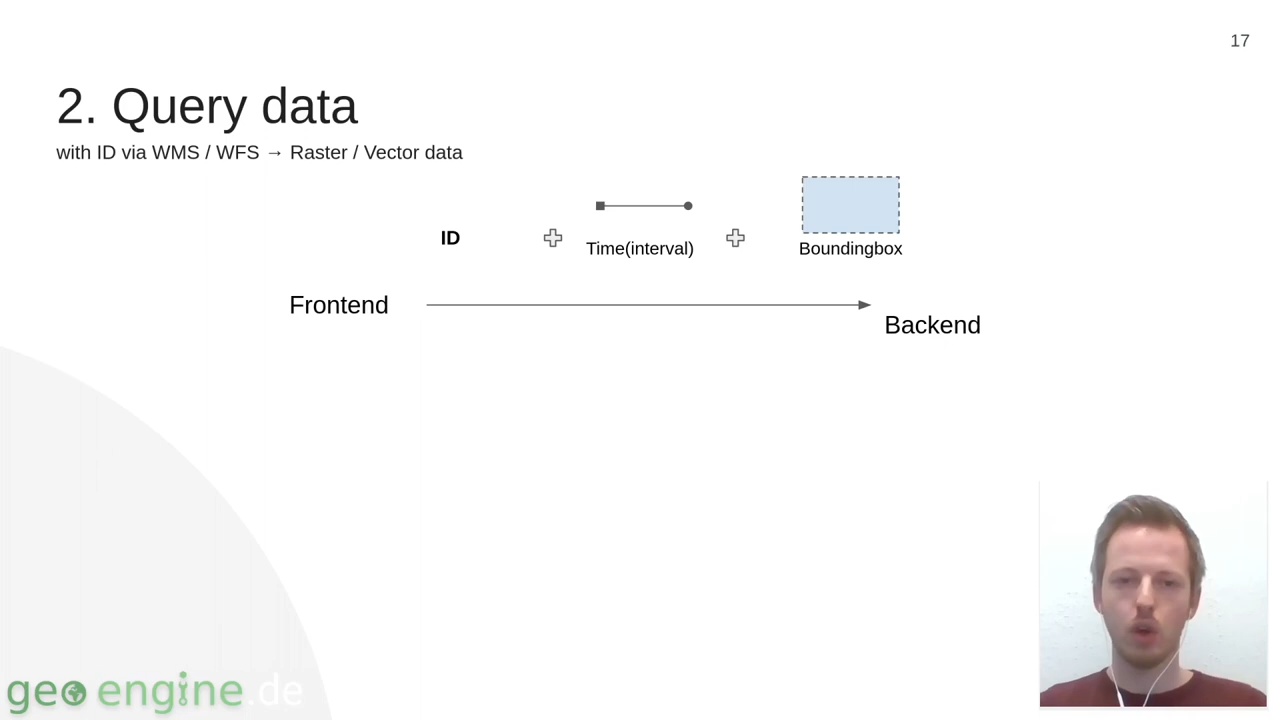 17
2. Query data
with ID via WMS / WFS → Raster / Vector data
ID
Time(interval)
Boundingbox
Frontend
Backend
geo engine.de